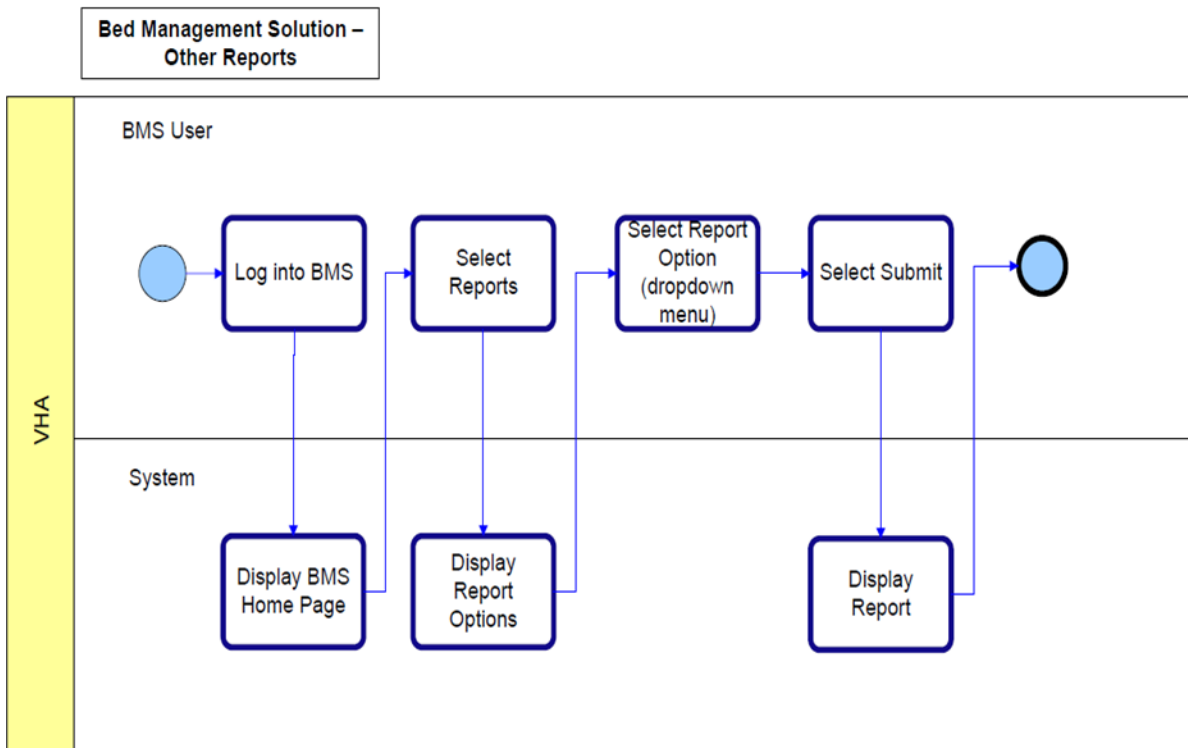 Bed Management Solution –
Other Reports
VHA
BMS User
Log into BMS
Select
Reports
Select Report
Option
(dropdown
menu)
Select Submit
System
Display BMS
Home Page
Display
Report
Options
Display
Report